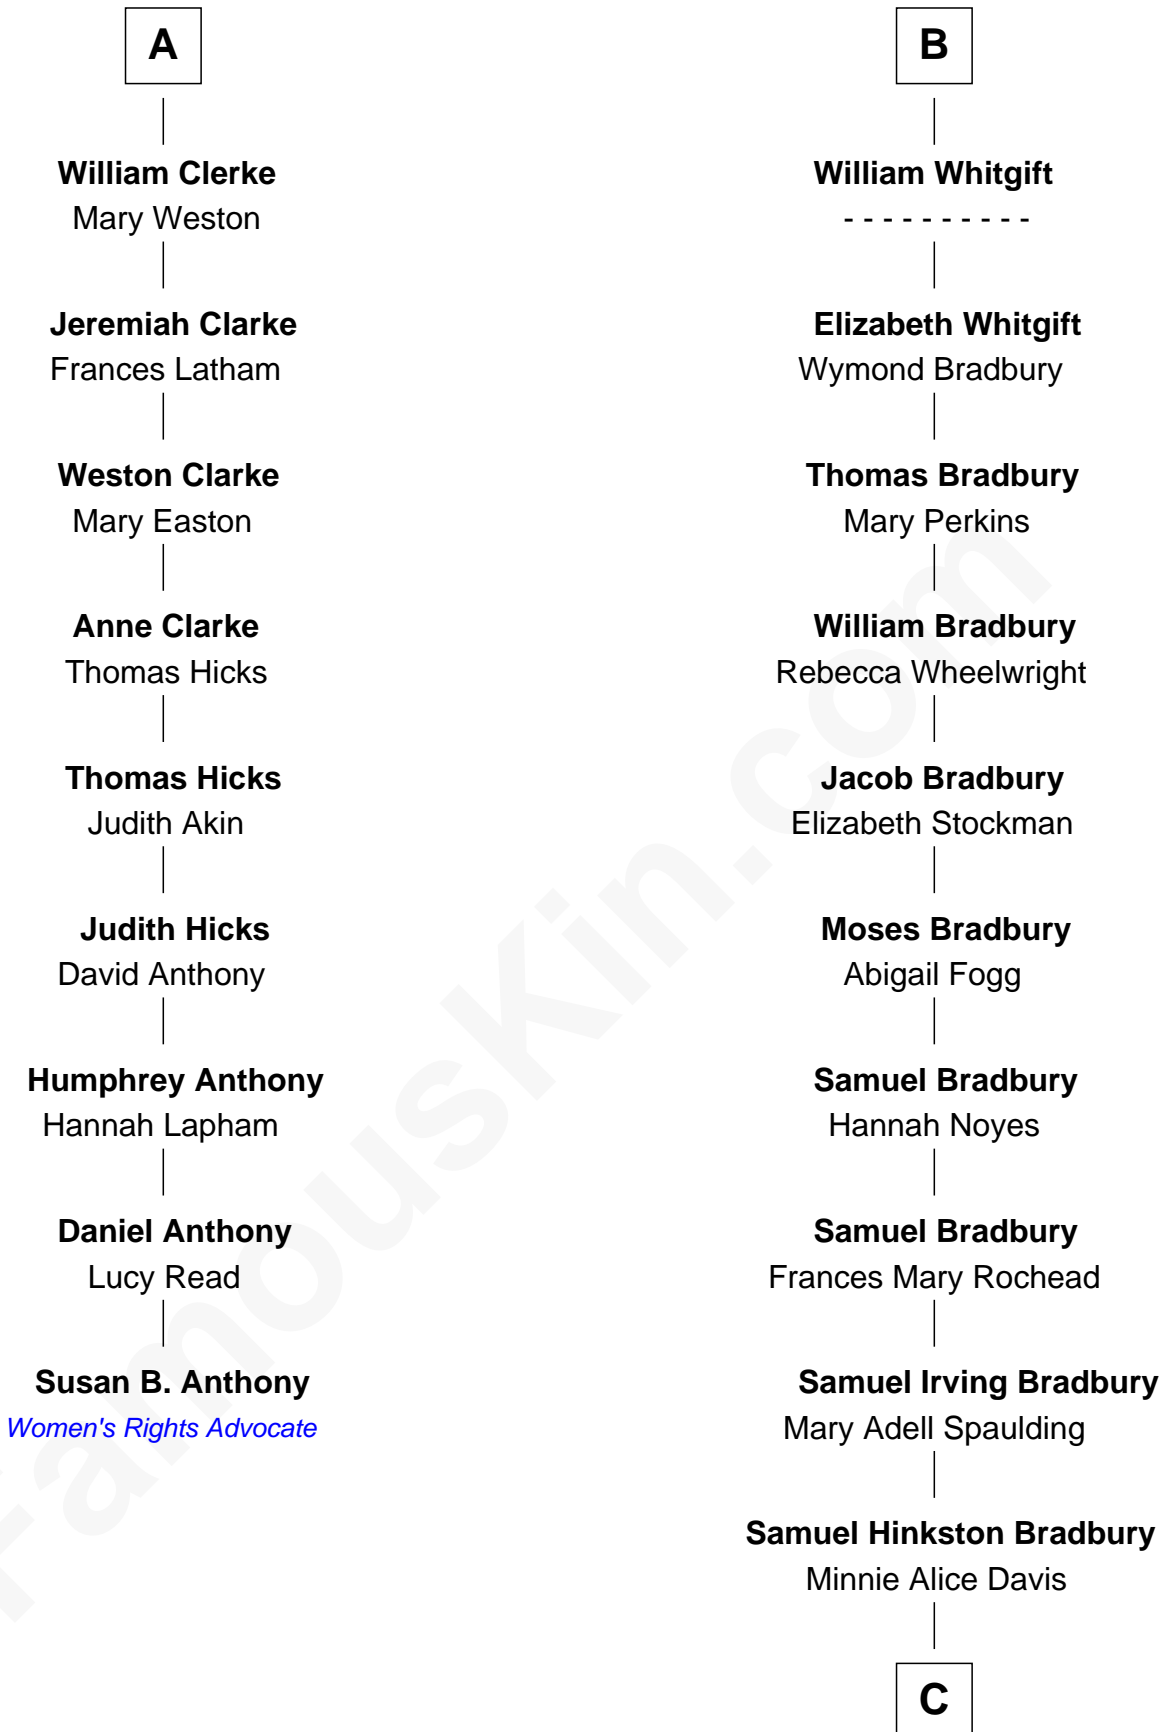 A
William Clerke
Mary Weston
Jeremiah Clarke
Frances Latham
Weston Clarke
Mary Easton
Anne Clarke
Thomas Hicks
Thomas Hicks
Judith Akin
Judith Hicks
David Anthony
Humphrey Anthony
Hannah Lapham
Daniel Anthony
Lucy Read
Susan B. Anthony
Women's Rights Advocate
B
William Whitgift
- - - - - - - - - -
Elizabeth Whitgift
Wymond Bradbury
Thomas Bradbury
Mary Perkins
William Bradbury
Rebecca Wheelwright
Jacob Bradbury
Elizabeth Stockman
Moses Bradbury
Abigail Fogg
Samuel Bradbury
Hannah Noyes
Samuel Bradbury
Frances Mary Rochead
Samuel Irving Bradbury
Mary Adell Spaulding
Samuel Hinkston Bradbury
Minnie Alice Davis
C
FamousKin.com